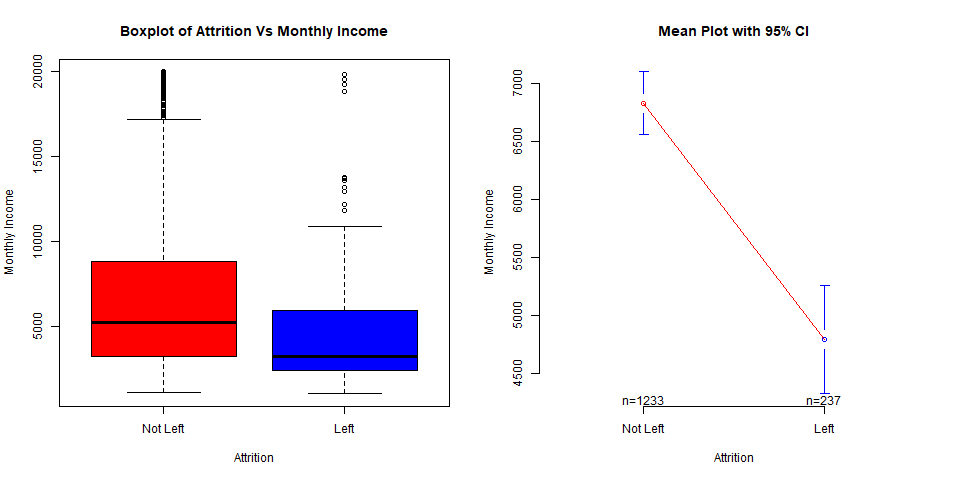 Boxplot of Attrition Vs Monthly Income
Monthly Income
20000
15000
10000
5000
Not Left
Left
Attrition
Mean Plot with 95% CI
Monthly Income
7000
6500
6000
5500
5000
4500
n=1233
n=237
Not Left
Left
Attrition